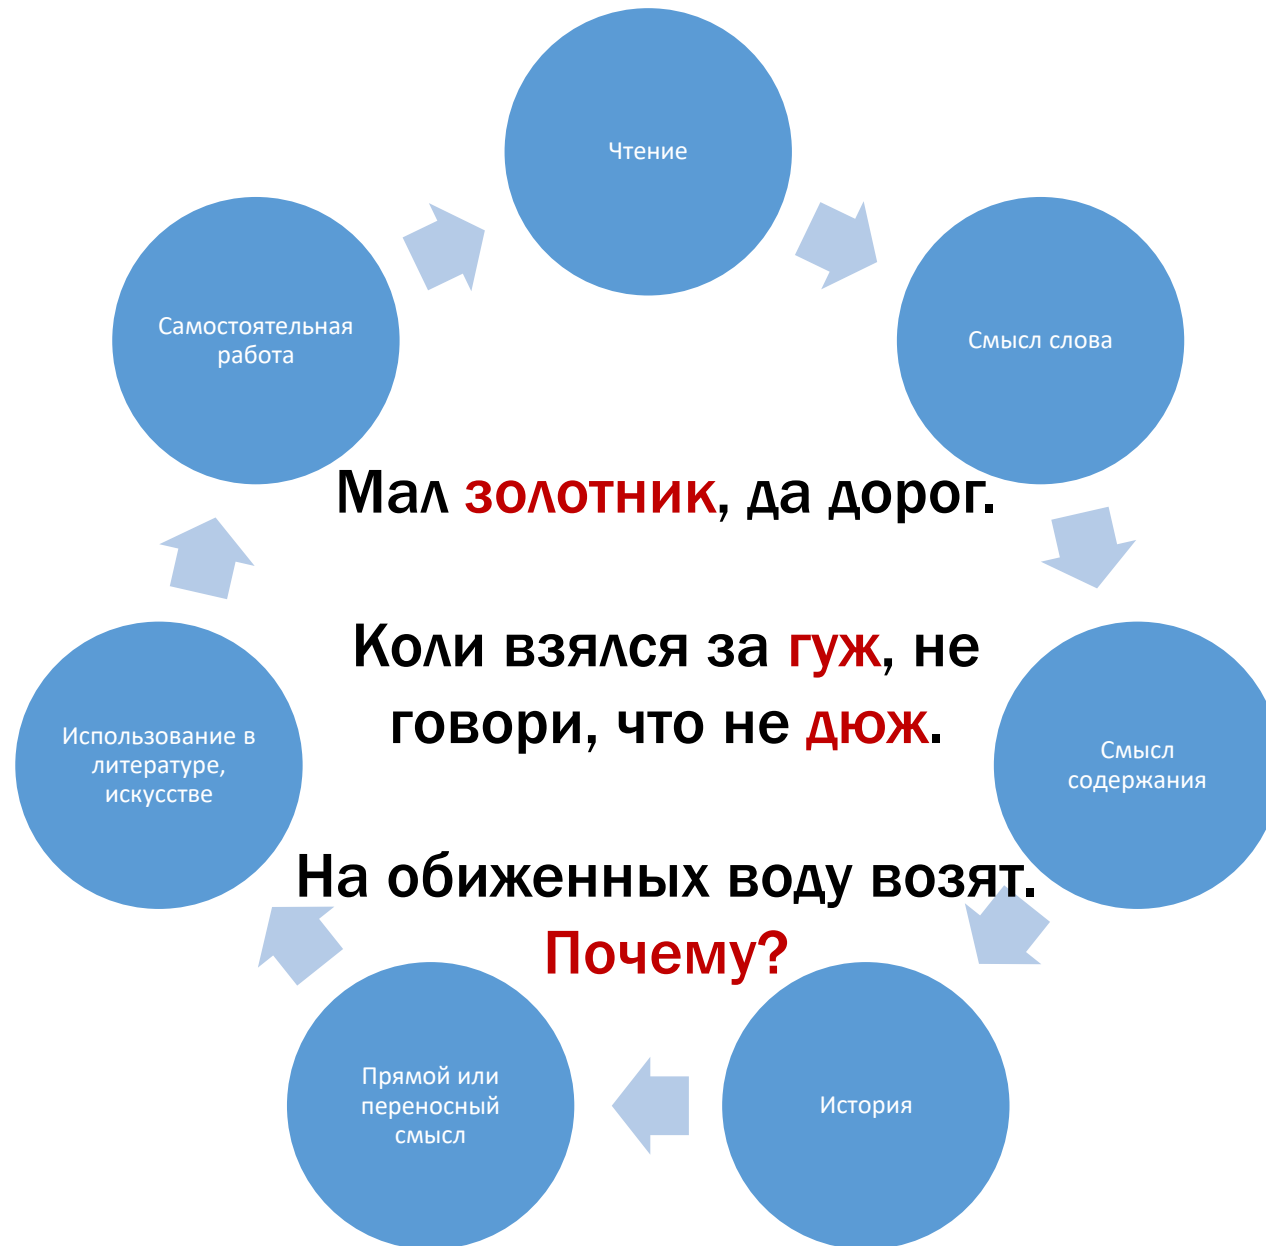 Чтение
Смысл слова
Смысл
содержания
История
Прямой или
переносный
смысл
Использование в
литературе,
искусстве
Самостоятельная
работа
Мал золотник, да дорог.
Коли взялся за гуж, не
говори, что не дюж.
На обиженных воду возят.
Почему?